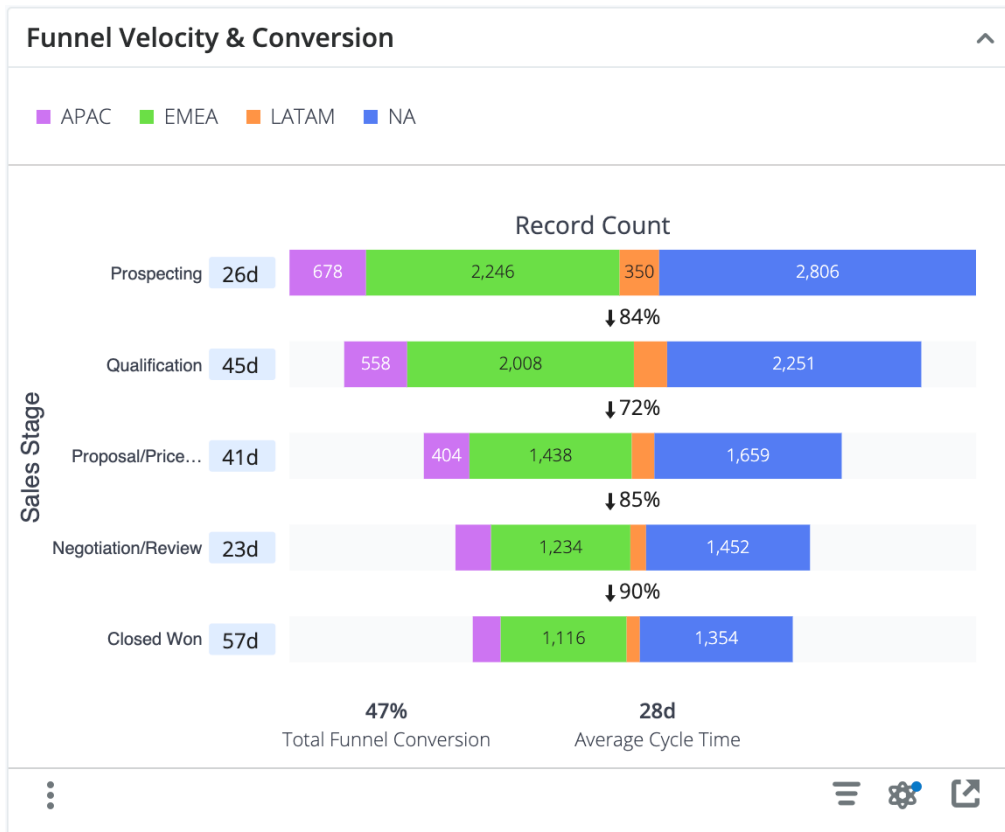 Funnel Velocity & Conversion
APAC EMEA LATAM NA
Record Count
Prospecting 26d 678 2,246 350 2,806
84%
Qualification 45d 558 2,008 2,251
72%
Proposal/Price... 41d 404 1,438 1,659
85%
Negotiation/Review 23d 1,234 1,452
90%
Closed Won 57d 1,116 1,354
Sales Stage
47% 28d
Total Funnel Conversion Average Cycle Time